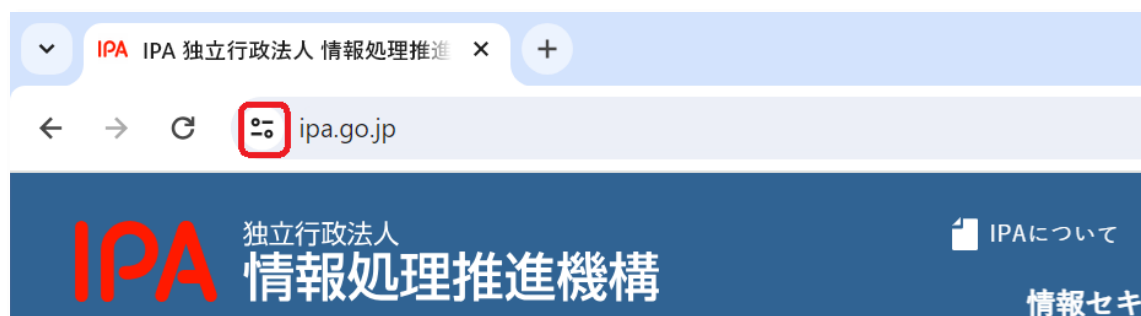 IPA IPA 独立行政法人 情報処理推進
ipa.go.jp
IPA 独立行政法人
情報処理推進機構
IPAについて
情報セキ